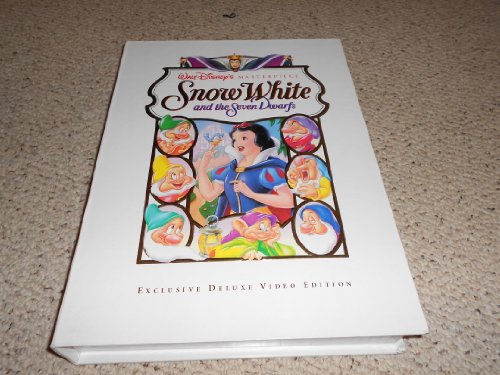 Walt Disney's MASTERPIECE
Snow White
and the Seven Dwarfs
EXCLUSIVE DELUXE VIDEO EDITION